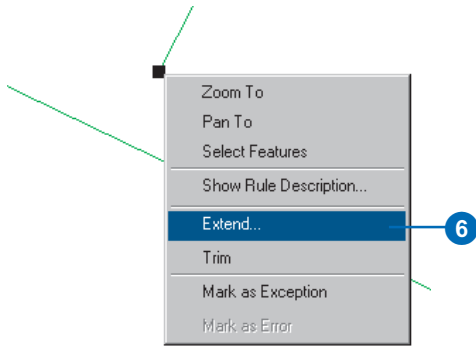 Zoom To
Pan To
Select Features
Show Rule Description...
Extend...
6
Trim
Mark as Exception
Mark as Error